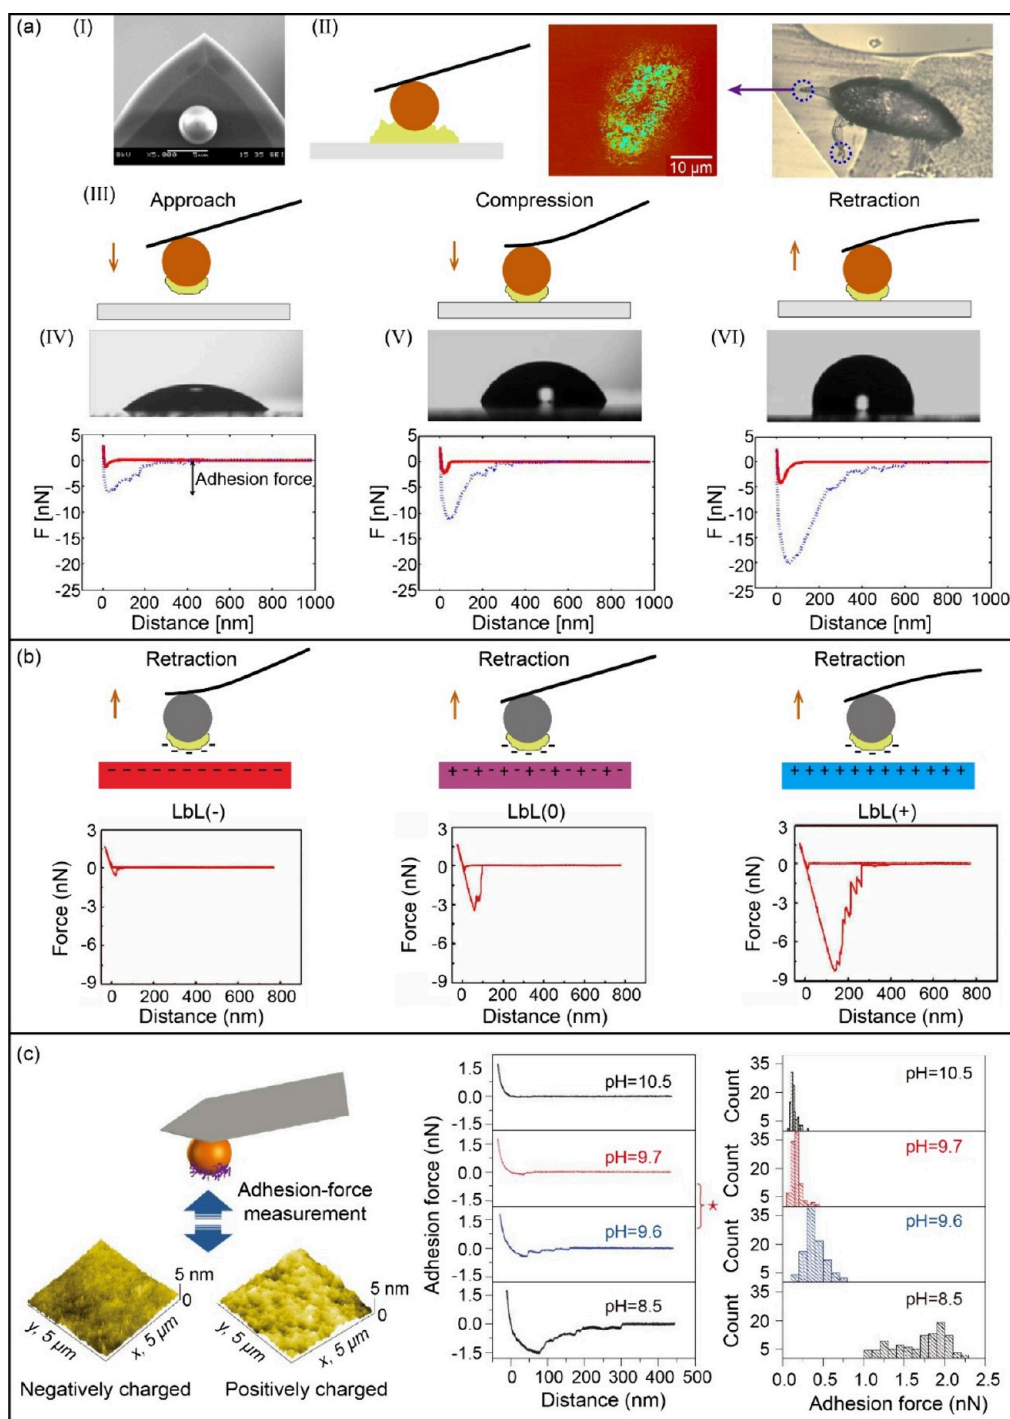 (a)
(I)
8kV X5,000 5μm 15 35 SEI
(II)
10 μm
(III)
Approach
Compression
Retraction
(IV)
(V)
(VI)
5
0
-5
-10
-15
-20
-25
F [nN]
Adhesion force
0 200 400 600 800 1000
Distance [nm]
5
0
-5
-10
-15
-20
-25
F [nN]
0 200 400 600 800 1000
Distance [nm]
5
0
-5
-10
-15
-20
-25
F [nN]
0 200 400 600 800 1000
Distance [nm]
(b)
Retraction
Retraction
Retraction
- - - - - - - - - -
+ - + - + - + - + - + - + -
+ + + + + + + + + + + +
LbL(-)
LbL(0)
LbL(+)
3
0
-3
-6
-9
Force (nN)
0 200 400 600 800
Distance (nm)
3
0
-3
-6
-9
Force (nN)
0 200 400 600 800
Distance (nm)
3
0
-3
-6
-9
Force (nN)
0 200 400 600 800
Distance (nm)
(c)
Adhesion-force
measurement
5 nm
0
y, 5 μm
x, 5 μm
Negatively charged
5 nm
0
y, 5 μm
x, 5 μm
Positively charged
Adhesion force (nN)
1.5
0.0
-1.5
pH=10.5
1.5
0.0
-1.5
pH=9.7
*
1.5
0.0
-1.5
pH=9.6
1.5
0.0
-1.5
pH=8.5
0 100 200 300 400 500
Distance (nm)
Count
35
20
5
pH=10.5
Count
35
20
5
pH=9.7
Count
35
20
5
pH=9.6
Count
35
20
5
pH=8.5
0.0 0.5 1.0 1.5 2.0 2.5
Adhesion force (nN)